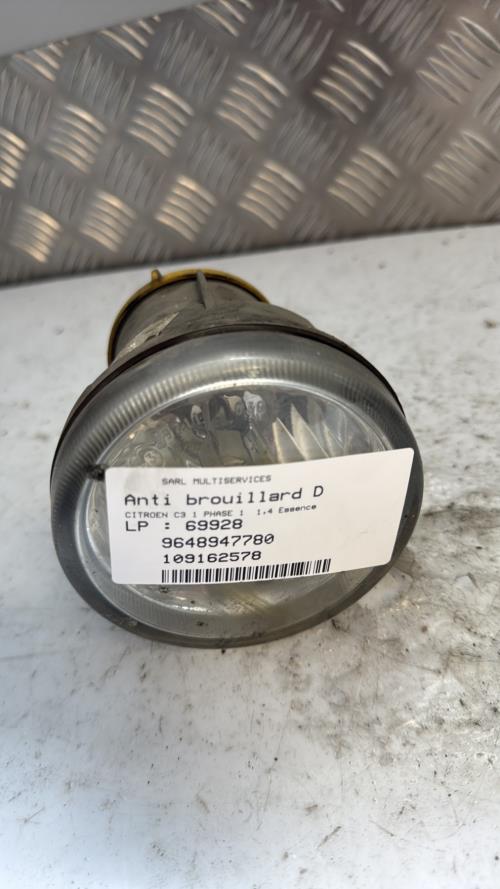 SARL MULTISERVICES
Anti brouillard D
CITROEN C3 1 PHASE 1 1,4 Essence
LP : 69928
9648947780
109162578